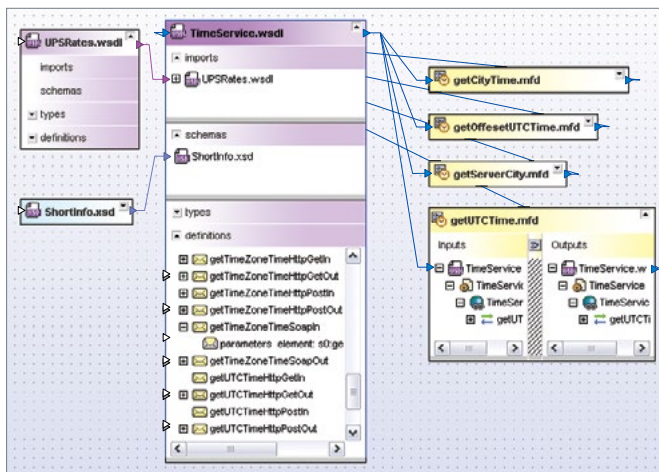 UPSRates.wsdl
imports
schemas
types
definitions
ShortInfo.xsd
TimeService.wsdl
imports
UPSRates.wsdl
schemas
ShortInfo.xsd
types
definitions
getTimeZoneTimeHttpGetIn
getTimeZoneTimeHttpGetOut
getTimeZoneTimeHttpPostIn
getTimeZoneTimeHttpPostOut
getTimeZoneTimeSoapIn
parameters element: s0:ge
getTimeZoneTimeSoapOut
getUTCTimeHttpGetIn
getUTCTimeHttpGetOut
getUTCTimeHttpPostIn
getUTCTimeHttpPostOut
getCityTime.mfd
getOffesetUTCTime.mfd
getServerCity.mfd
getUTCTime.mfd
Inputs
TimeService
TimeServic
TimeSer
getUT
Outputs
TimeService.w
TimeService
TimeServic
getUTCTi